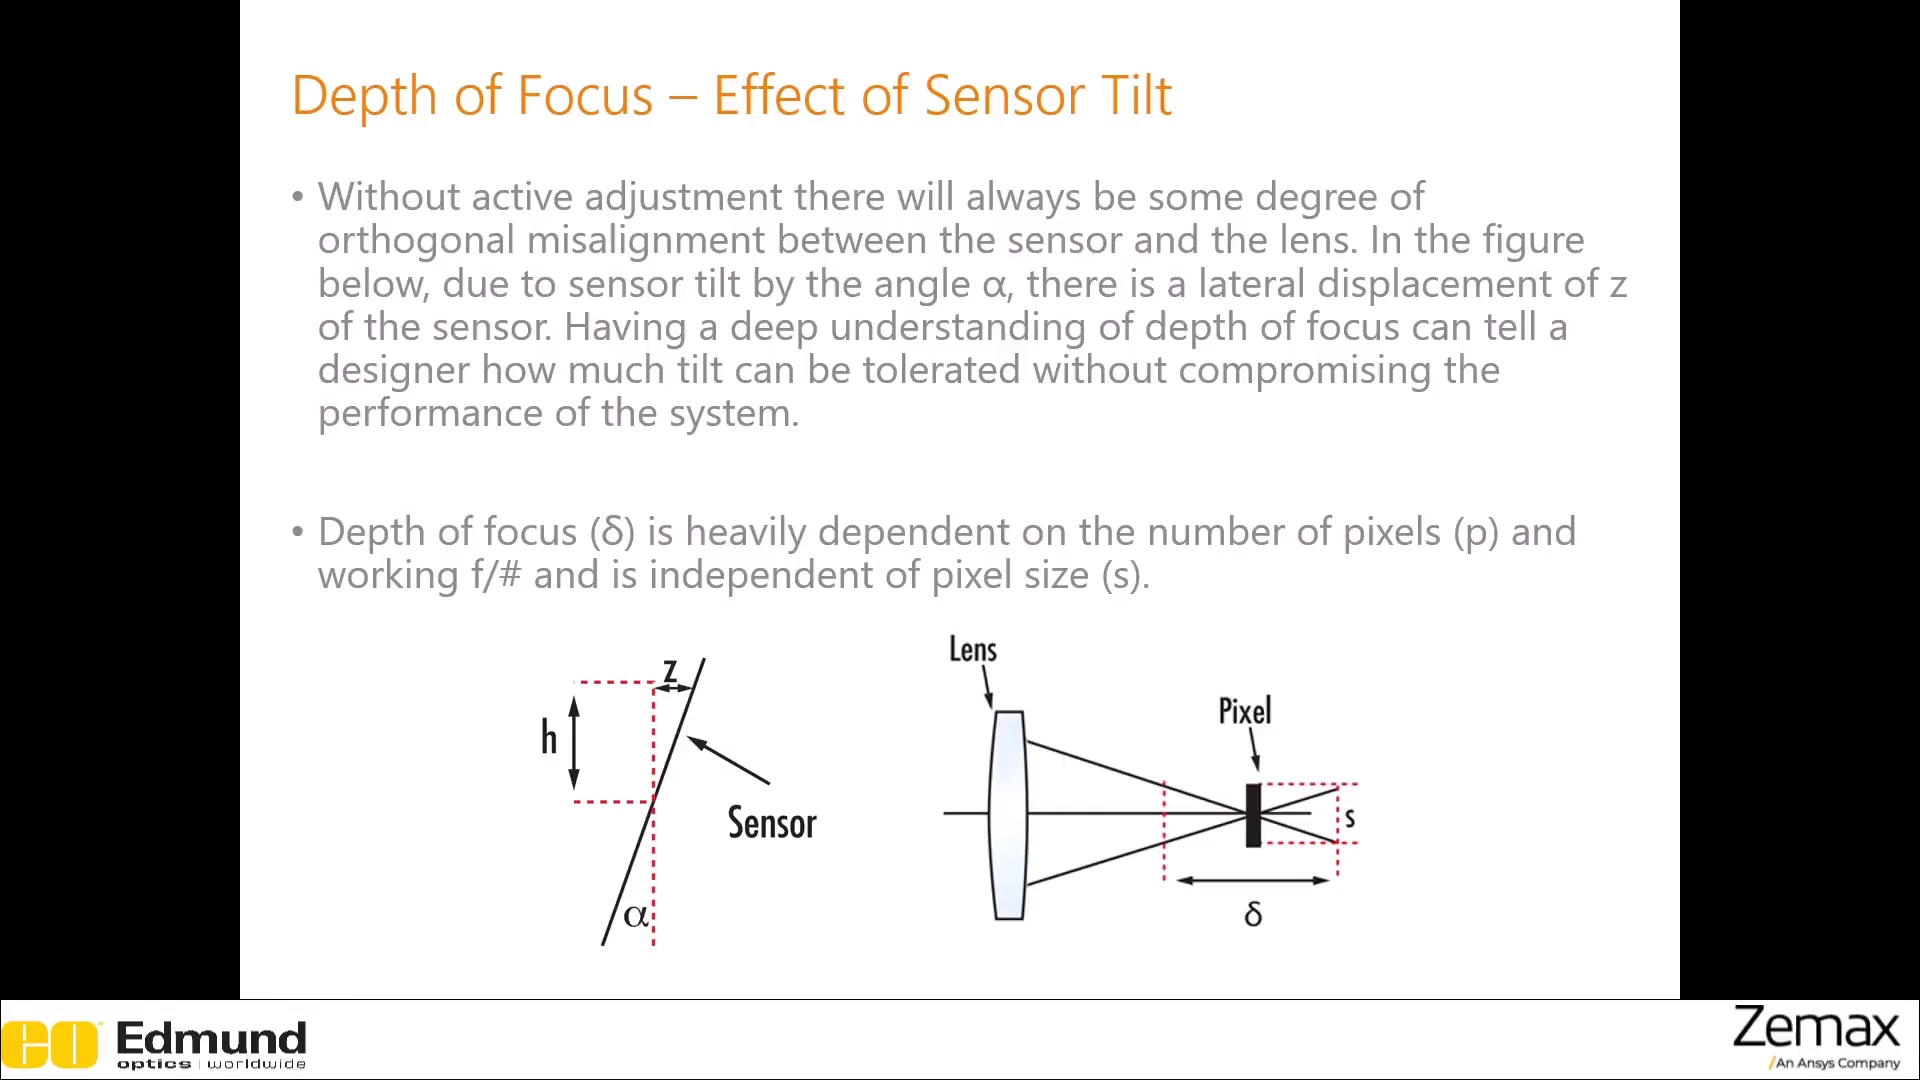 Depth of Focus – Effect of Sensor Tilt
• Without active adjustment there will always be some degree of
orthogonal misalignment between the sensor and the lens. In the figure
below, due to sensor tilt by the angle α, there is a lateral displacement of z
of the sensor. Having a deep understanding of depth of focus can tell a
designer how much tilt can be tolerated without compromising the
performance of the system.
• Depth of focus (δ) is heavily dependent on the number of pixels (p) and
working f/# and is independent of pixel size (s).
z
h
Sensor
α
Lens
Pixel
s
δ
EO Edmund
optics | worldwide
Zemax
An Ansys Company